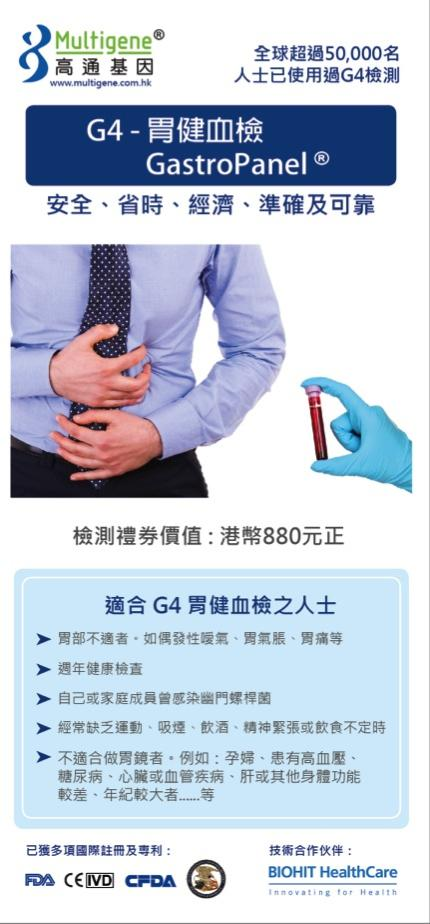 Multigene®
高通基因
www.multigene.com.hk
全球超過50,000名
人士已使用過G4檢測
G4 - 胃健血檢
GastroPanel ®
安全、省時、經濟、準確及可靠
檢測禮券價值 : 港幣880元正
適合 G4 胃健血檢之人士
胃部不適者。如偶發性噯氣、胃氣脹、胃痛等
週年健康檢查
自己或家庭成員曾感染幽門螺桿菌
經常缺乏運動、吸煙、飲酒、精神緊張或飲食不定時
不適合做胃鏡者。例如：孕婦、患有高血壓、
糖尿病、心臟或血管疾病、肝或其他身體功能
較差、年紀較大者......等
已獲多項國際註冊及專利：
FDA CE IVD CFDA
技術合作伙伴：
BIOHIT HealthCare
Innovating for Health